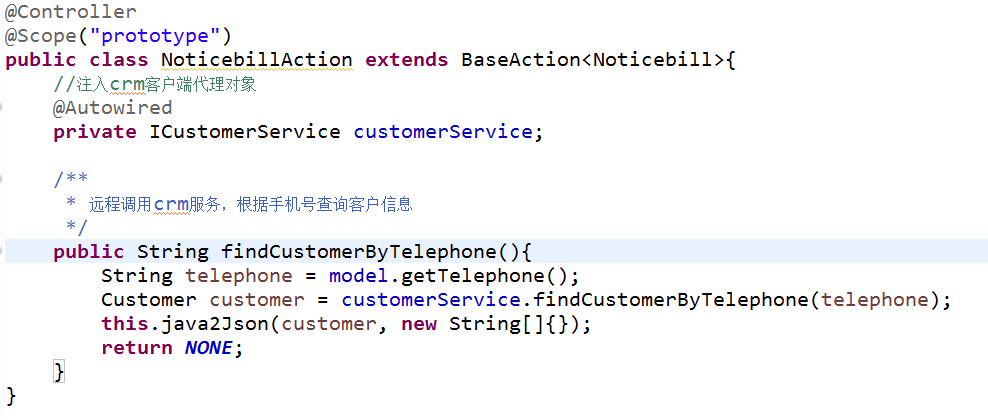 @Controller
@Scope("prototype")
public class NoticebillAction extends BaseAction<Noticebill>{
    //注入crm客户端代理对象
    @Autowired
    private ICustomerService customerService;

    /**
     * 远程调用crm服务，根据手机号查询客户信息
     */
    public String findCustomerByTelephone(){
        String telephone = model.getTelephone();
        Customer customer = customerService.findCustomerByTelephone(telephone);
        this.java2Json(customer, new String[]{});
        return NONE;
    }
}